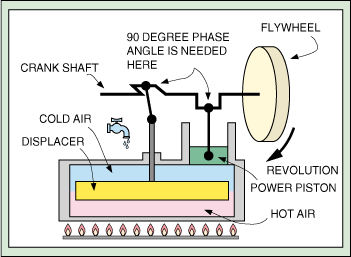 FLYWHEEL
90 DEGREE PHASE
ANGLE IS NEEDED
HERE
CRANK SHAFT
COLD AIR
DISPLACER
REVOLUTION
POWER PISTON
HOT AIR